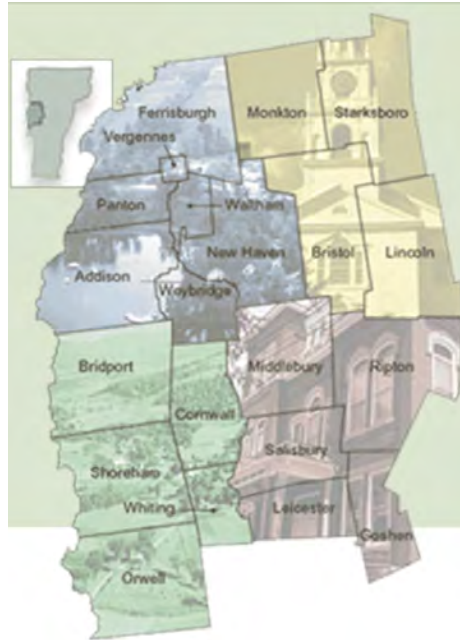 Ferrisburgh
Monkton
Starksboro
Vergennes
Panton
Waltham
Addison
New Haven
Bristol
Lincoln
Weybridge
Bridport
Middlebury
Ripton
Cornwall
Shoreham
Salisbury
Whiting
Leicester
Goshen
Orwell